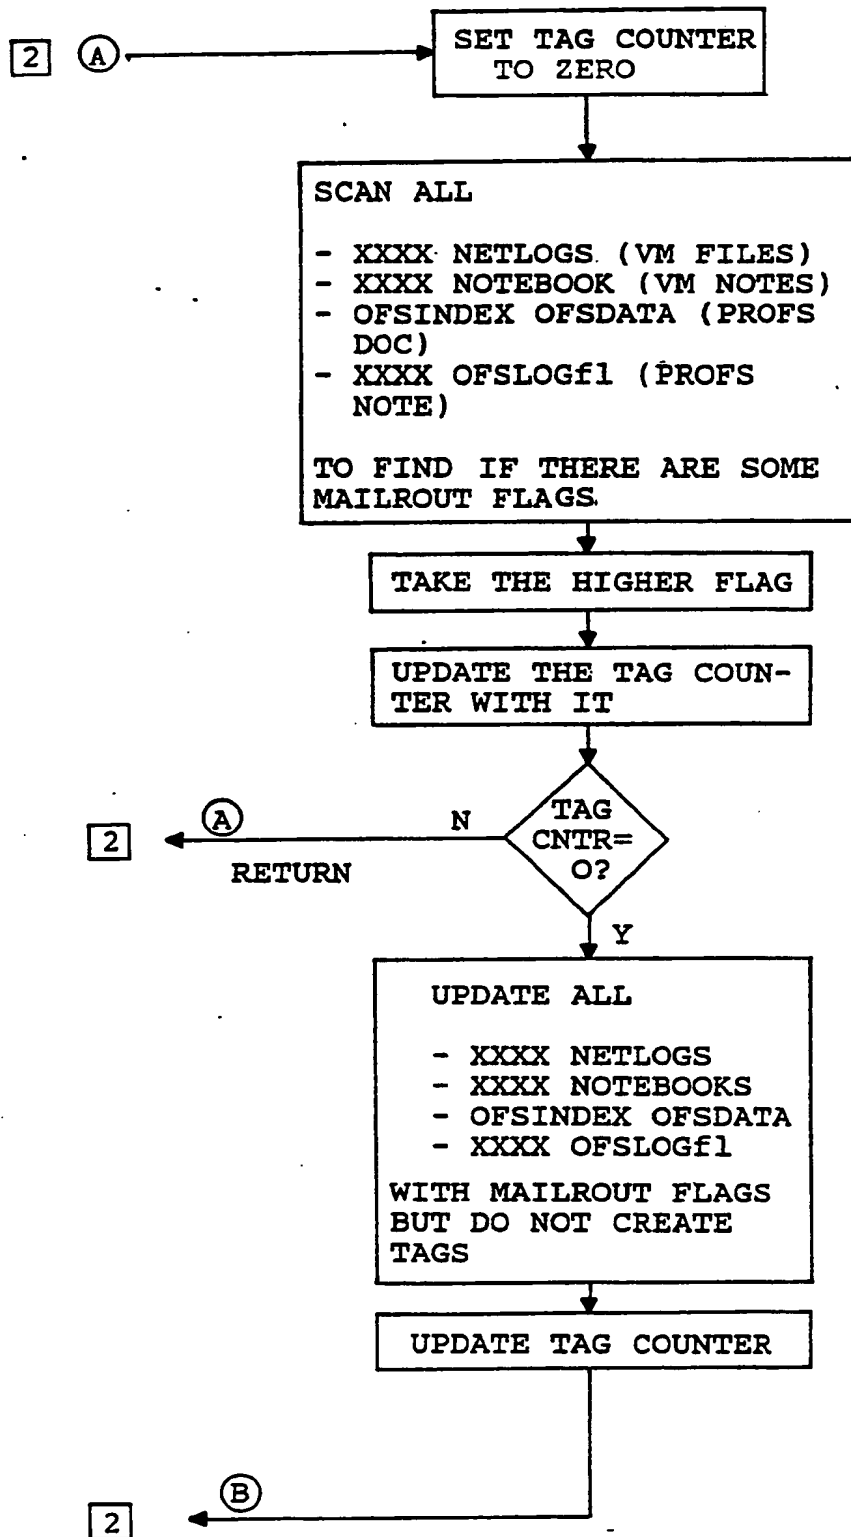 2 A SET TAG COUNTER
TO ZERO
SCAN ALL
- XXXX NETLOGS (VM FILES)
- XXXX NOTEBOOK (VM NOTES)
- OFSINDEX OFSDATA (PROFS
DOC)
- XXXX OFSLOGfl (PROFS
NOTE)
TO FIND IF THERE ARE SOME
MAILROUT FLAGS.
TAKE THE HIGHER FLAG
UPDATE THE TAG COUN-
TER WITH IT
TAG
CNTR=
O?
N
A
2
RETURN
Y
UPDATE ALL
- XXXX NETLOGS
- XXXX NOTEBOOKS
- OFSINDEX OFSDATA
- XXXX OFSLOGfl
WITH MAILROUT FLAGS
BUT DO NOT CREATE
TAGS
UPDATE TAG COUNTER
B
2